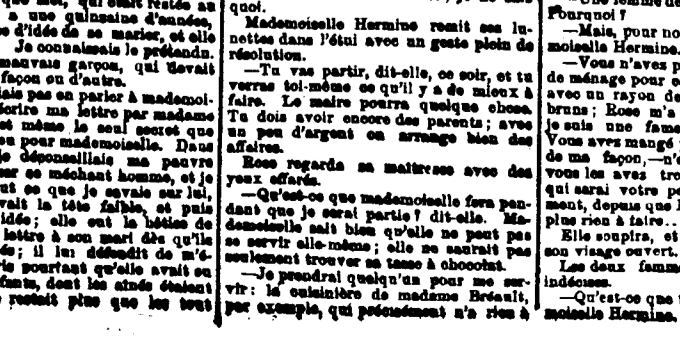 a une quinzaine d'années,
d'idée de se marier, et elle
Je connaissais le prétendu.
mauvais garçon, qui devait
façon ou d'autre.
pas en parler à mademoi-
ma lettre par madame
et même le seul secret que
pour mademoiselle. Dans
je déconseillais ma pauvre
ce méchant homme, et je
ce que je savais sur lui,
la tête faible, et puis
idée; elle eut la bêtise de
lettre à son mari dès qu'il
il lui défendit de m'é-
pourtant qu'elle avait eu
dont les aînés étaient
restait plus que les tout
quoi.
Mademoiselle Hermine remit ses lu-
nettes dans l'étui avec un geste plein de
résolution.
—Tu vas partir, dit-elle, ce soir, et tu
verras toi-même ce qu'il y a de mieux à
faire. Le maire pourra quelque chose.
Tu dois avoir encore des parents; avec
un peu d'argent on arrange bien des
affaires.
Rose regarda sa maîtresse avec des
yeux effarés.
—Qu'est-ce que mademoiselle fera pen-
dant que je serai partie? dit-elle. Ma-
demoiselle sait bien qu'elle ne peut pas
se servir elle-même; elle ne saurait pas
seulement trouver sa tasse à chocolat.
—Je prendrai quelqu'un pour me ser-
vir: la cuisinière de madame Bréault,
par exemple, qui précisément n'a rien à
Pourquoi?
—Mais, pour
moiselle Hermine.
—Vous n'avez
de ménage pour
avec un rayon de
bruns; Rose m'a
je suis une
Vous avez mangé
de ma façon,
vous les avez
qui sarai votre
ment, depuis que
plus rien à faire..
Elle soupira, et
son visage ouvert.
Les deux
indécises.
—Qu'est-ce que
moiselle Hermine.